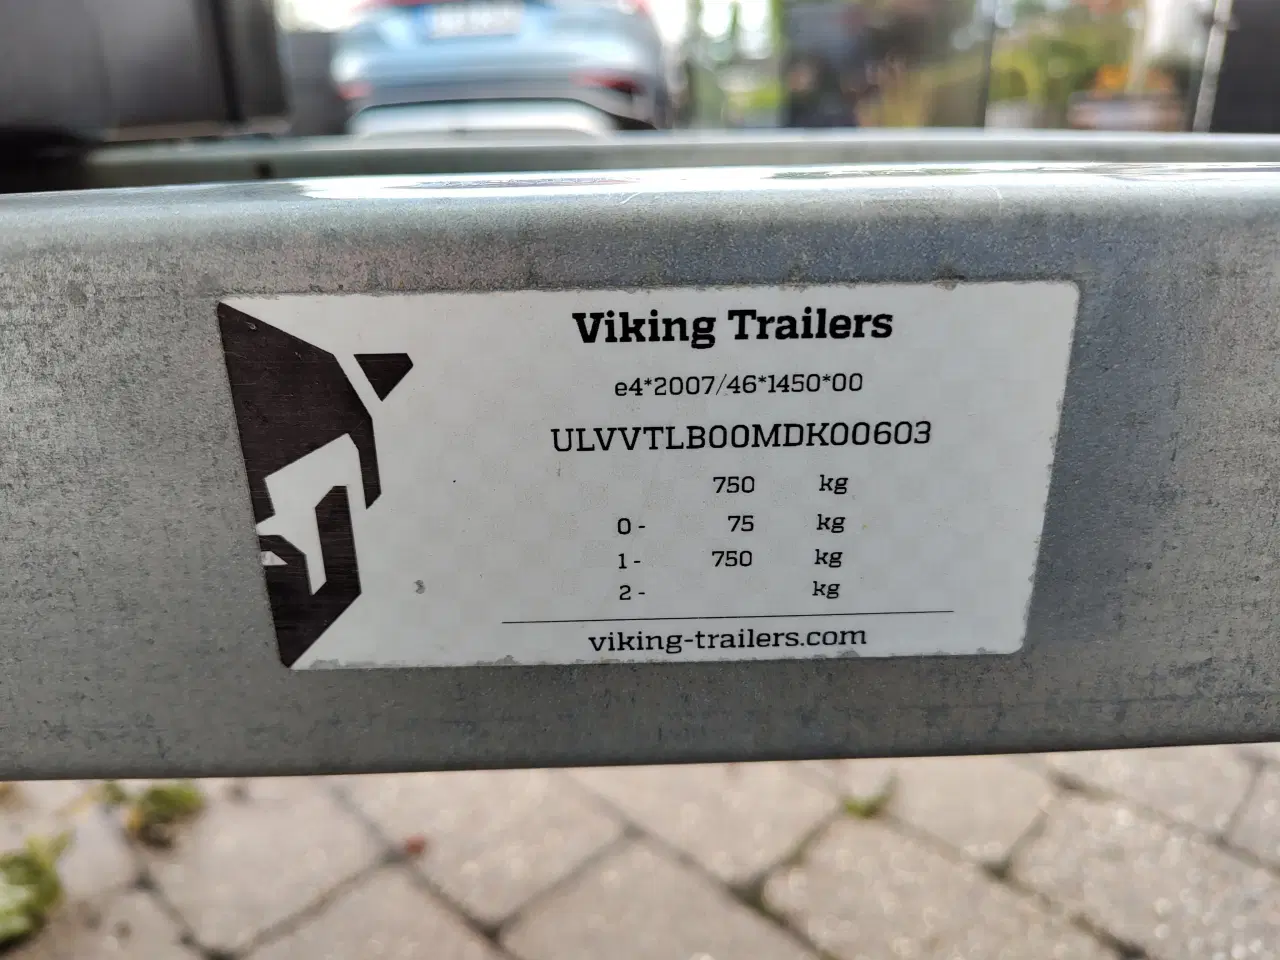 Viking Trailers
e4*2007/46*1450*00
ULVVTLB00MDK00603
750 kg
0 - 75 kg
1 - 750 kg
2 - kg
viking-trailers.com